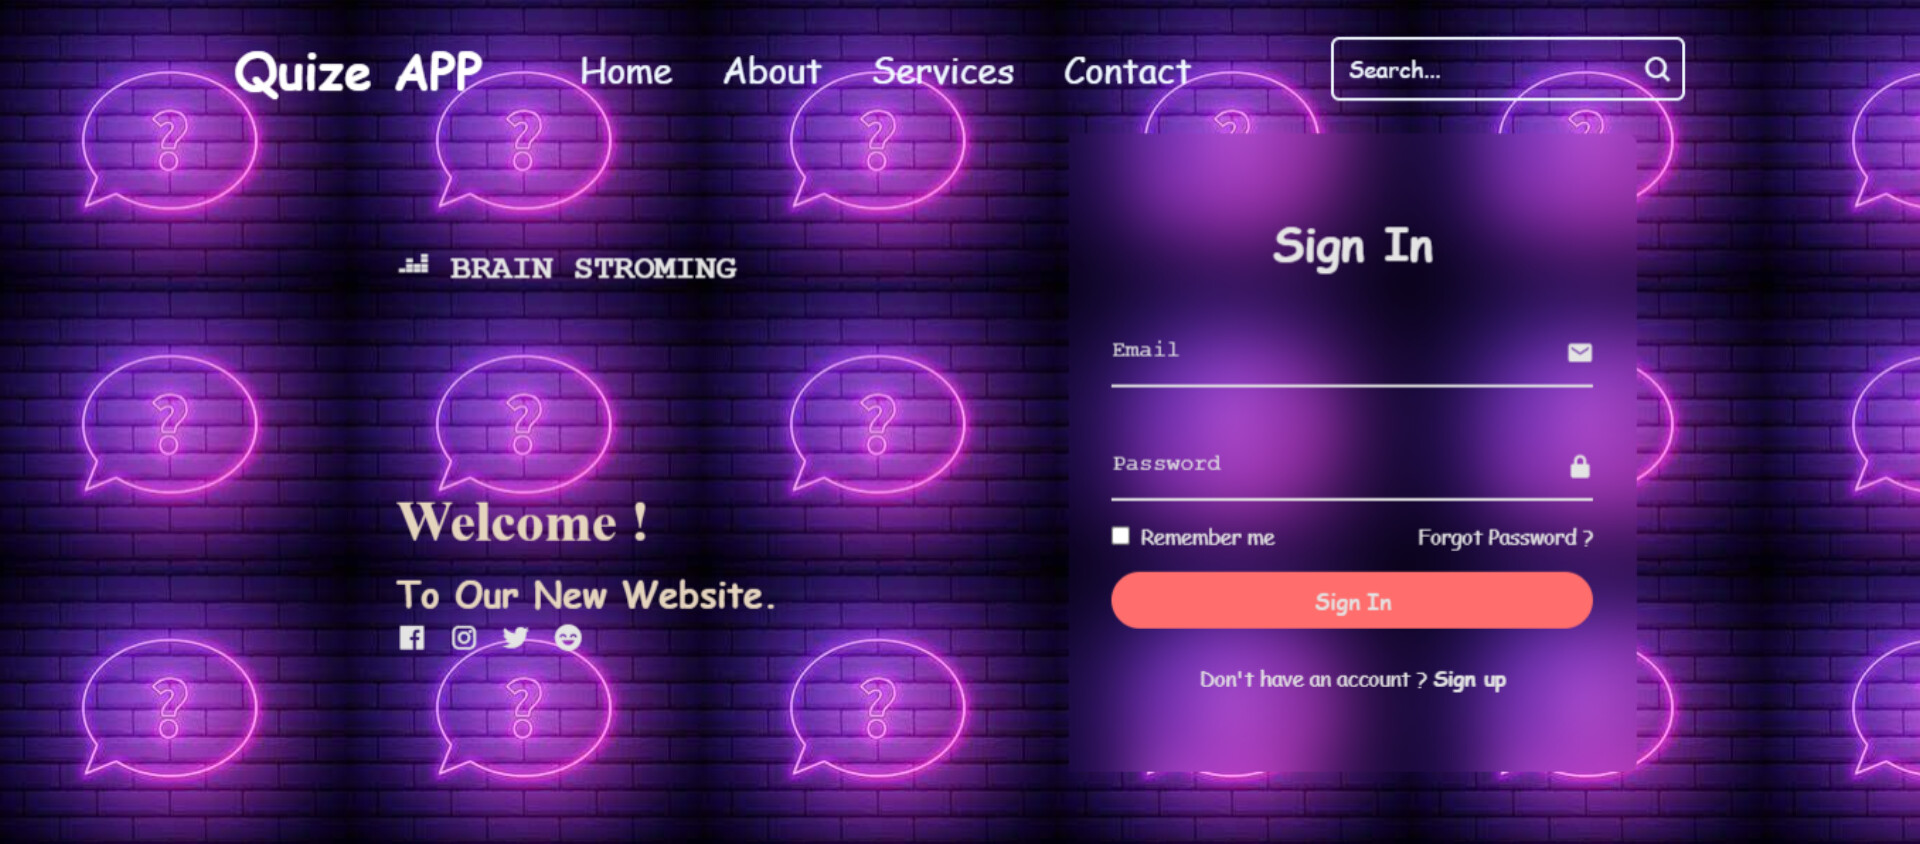 Quize APP Home About Services Contact Search...
BRAIN STROMING
Welcome !
To Our New Website.
Sign In
Email
Password
Remember me Forgot Password ?
Sign In
Don't have an account ? Sign up